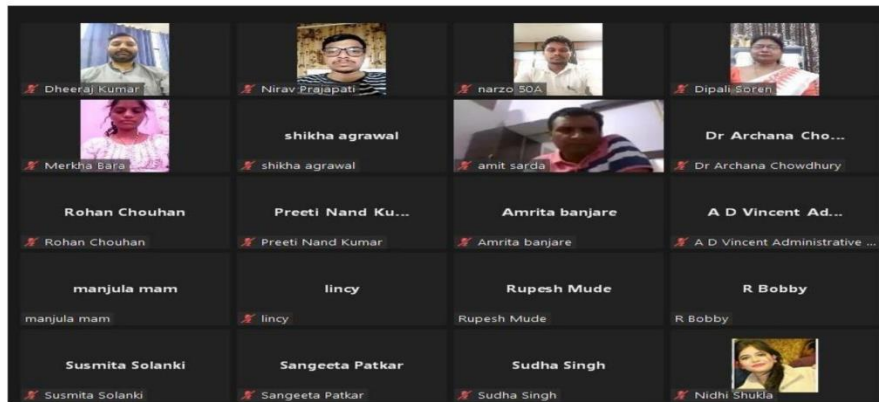 Dheeraj Kumar
Nirav Prajapati
narzo 50A
Dipali Soren
shikha agrawal
Dr Archana Cho...
Merkha Bara
shikha agrawal
amit sarda
Dr Archana Chowdhury
Rohan Chouhan
Preeti Nand Ku...
Amrita banjare
A D Vincent Ad...
Rohan Chouhan
Preeti Nand Kumar
Amrita banjare
A D Vincent Administrative ...
manjula mam
lincy
Rupesh Mude
R Bobby
manjula mam
lincy
Rupesh Mude
R Bobby
Susmita Solanki
Sangeeta Patkar
Sudha Singh
Susmita Solanki
Sangeeta Patkar
Sudha Singh
Nidhi Shukla